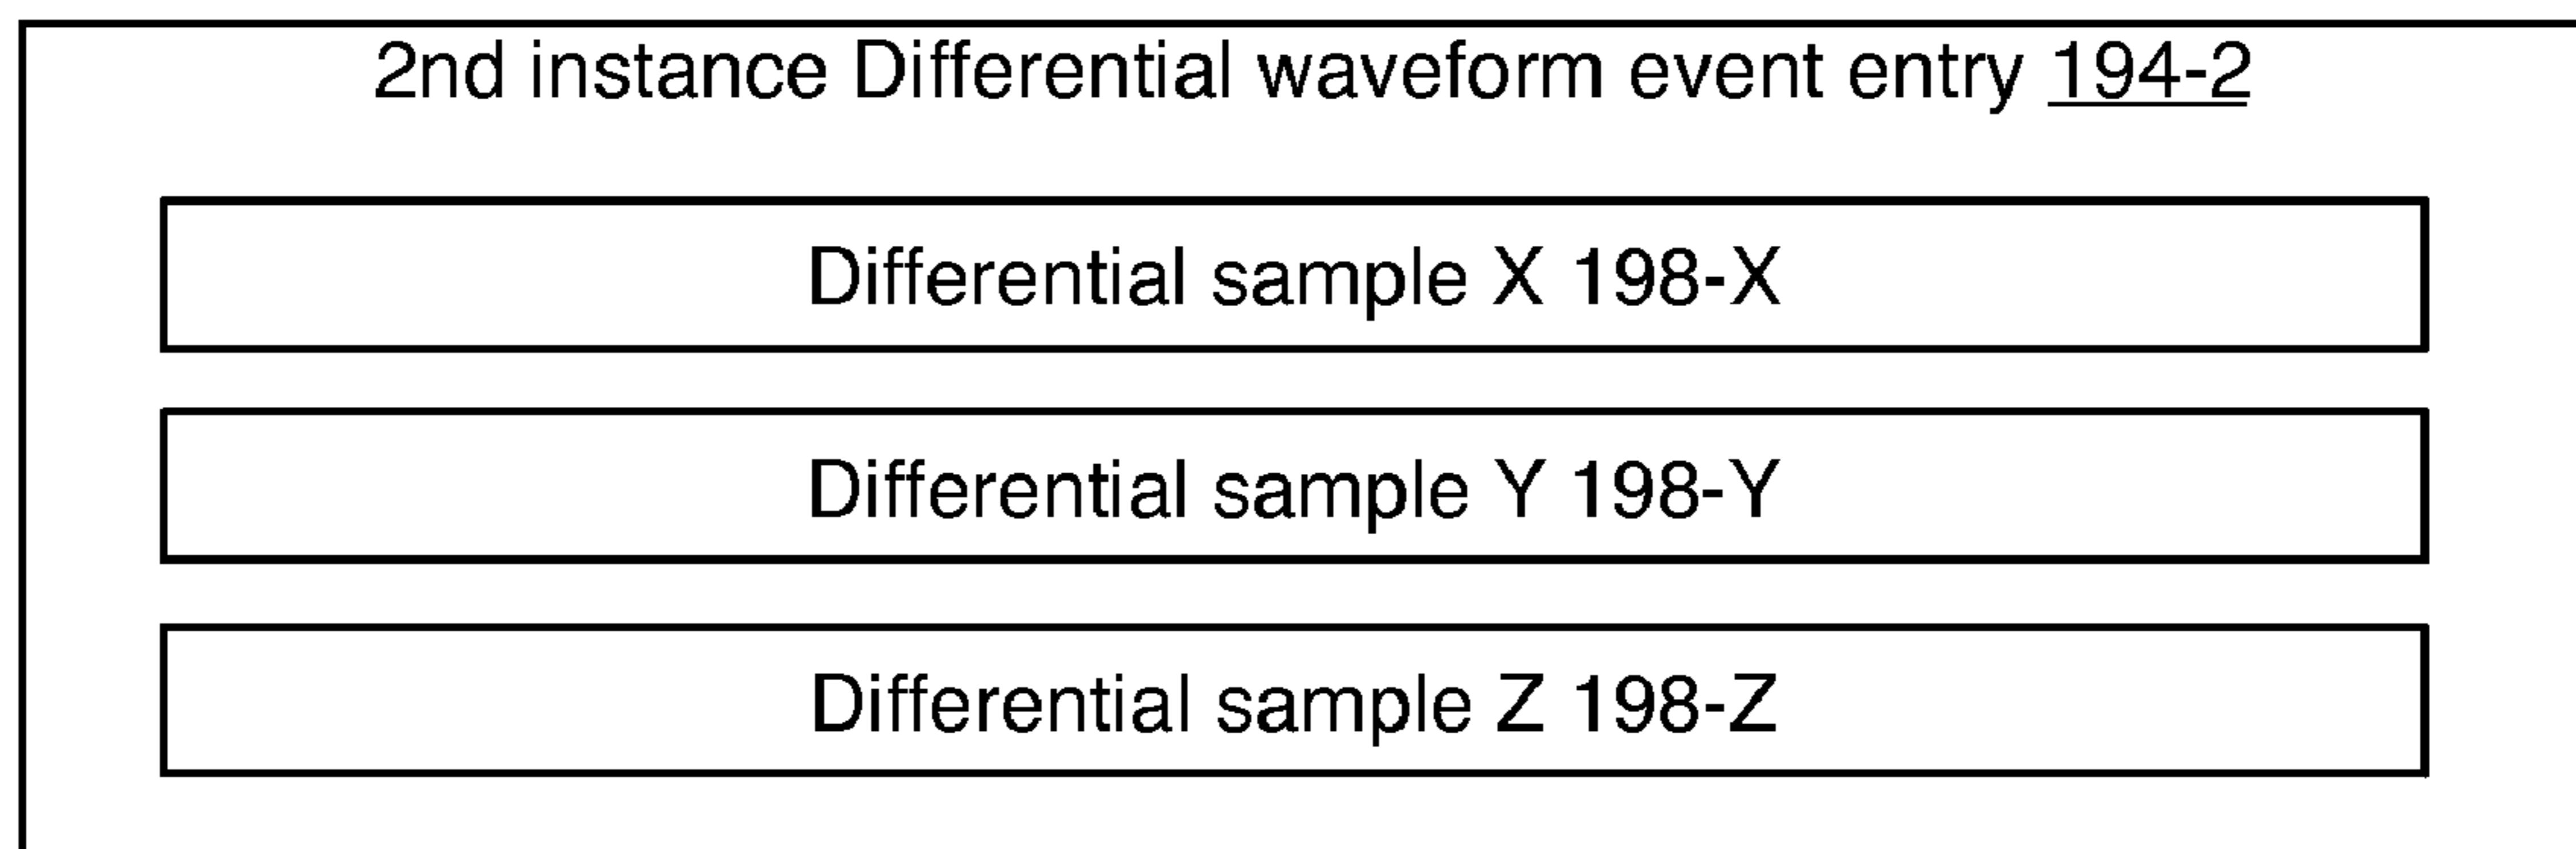 2nd instance Differential waveform event entry 194-2
Differential sample X 198-X
Differential sample Y 198-Y
Differential sample Z 198-Z